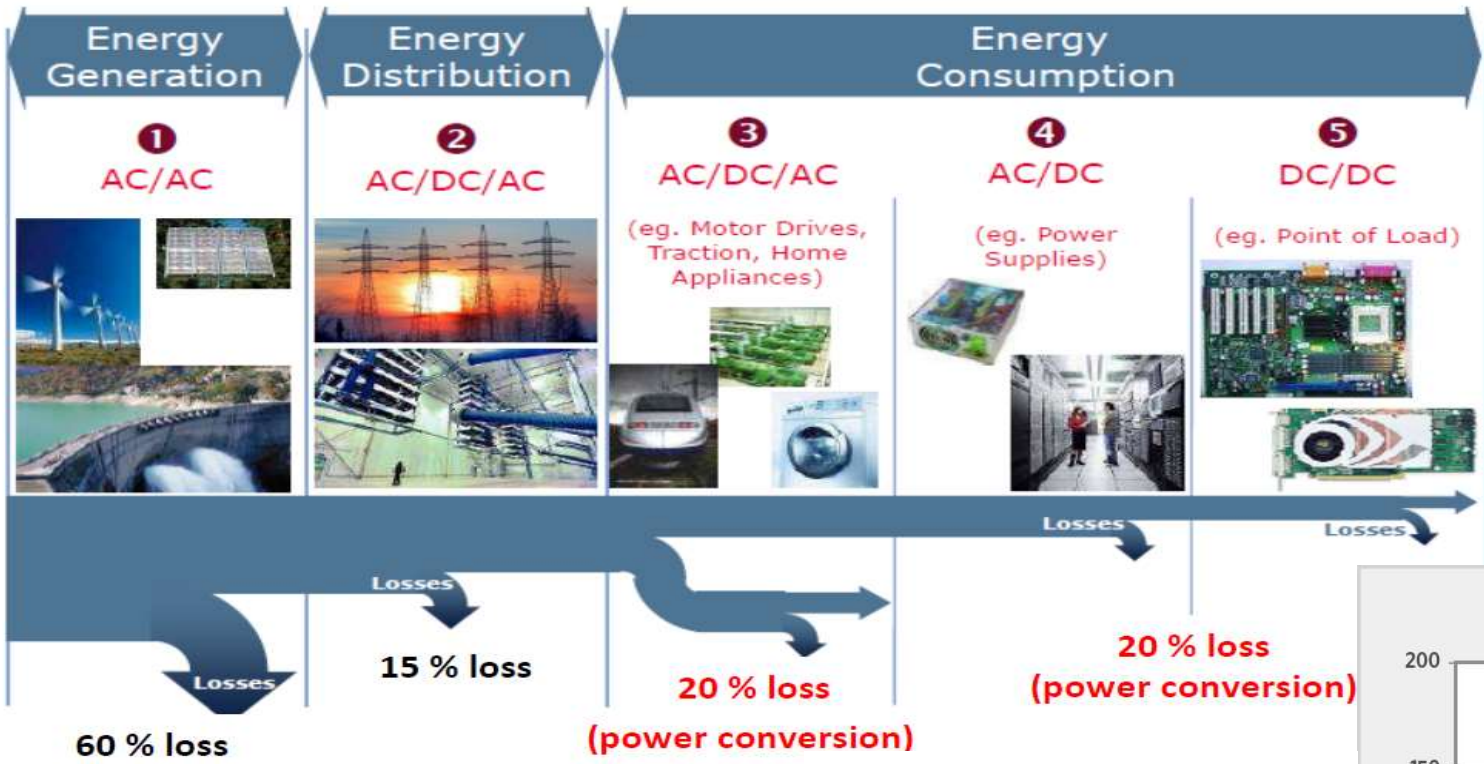 Energy
Generation
Energy
Distribution
Energy
Consumption
1
AC/AC
2
AC/DC/AC
3
AC/DC/AC
(eg. Motor Drives,
Traction, Home
Appliances)
4
AC/DC
(eg. Power
Supplies)
5
DC/DC
(eg. Point of Load)
Losses
60 % loss
Losses
15 % loss
20 % loss
(power conversion)
Losses
20 % loss
(power conversion)
Losses
200